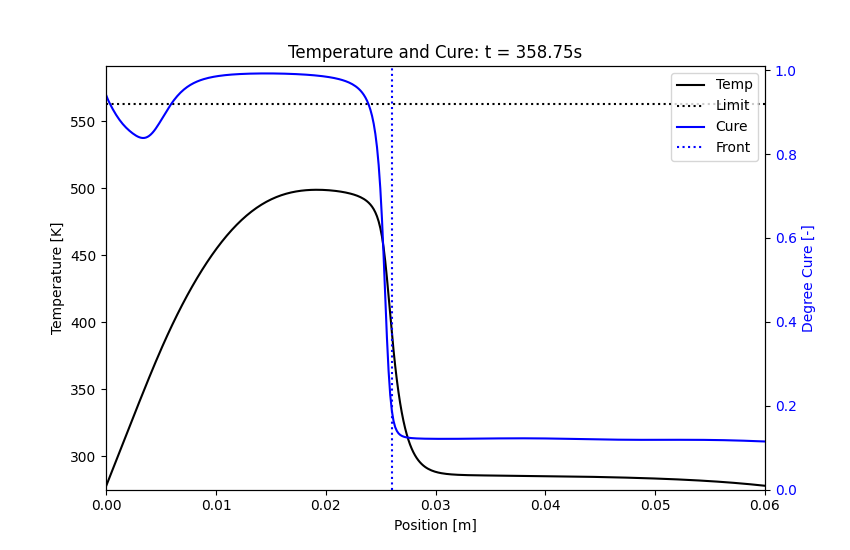 Temperature and Cure: t = 358.75s
Temperature [K]
550
500
450
400
350
300
Temp
Limit
Cure
Front
1.0
0.8
0.6
0.4
0.2
0.0
Degree Cure [-]
0.00 0.01 0.02 0.03 0.04 0.05 0.06
Position [m]